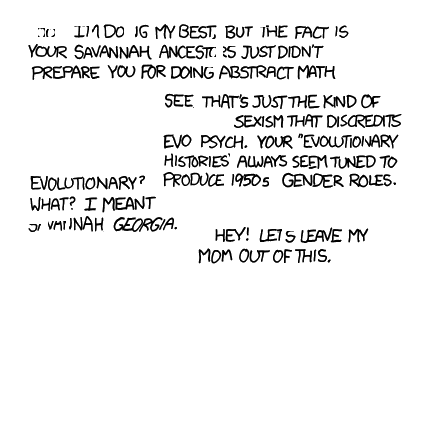 I'M DOING MY BEST, BUT THE FACT IS
YOUR SAVANNAH ANCESTORS JUST DIDN'T
PREPARE YOU FOR DOING ABSTRACT MATH
SEE THAT'S JUST THE KIND OF
SEXISM THAT DISCREDITS
EVO PSYCH. YOUR "EVOLUTIONARY
HISTORIES' ALWAYS SEEM TUNED TO
PRODUCE 1950s GENDER ROLES.
EVOLUTIONARY?
WHAT? I MEANT
GEORGIA.
HEY! LET'S LEAVE MY
MOM OUT OF THIS.